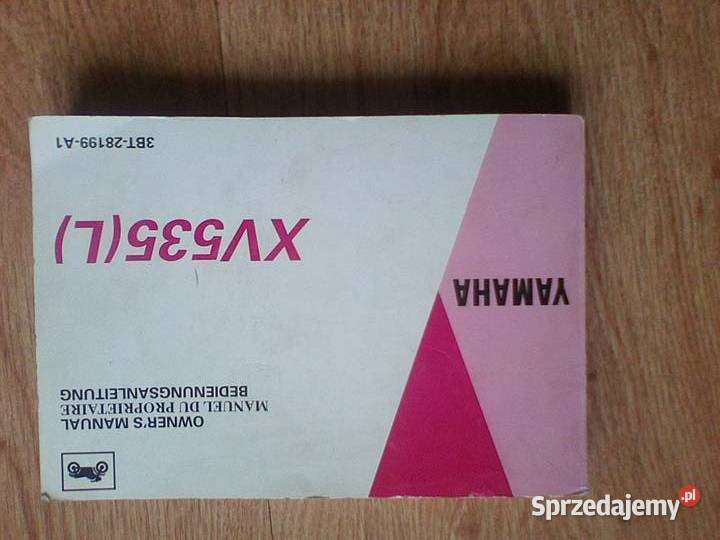 OWNER'S MANUAL
MANUEL DU PROPRIETAIRE
BEDIENUNGSANLEITUNG
YAMAHA
XV535(L)
3BT-28199-A1
Sprzedajemy.pl